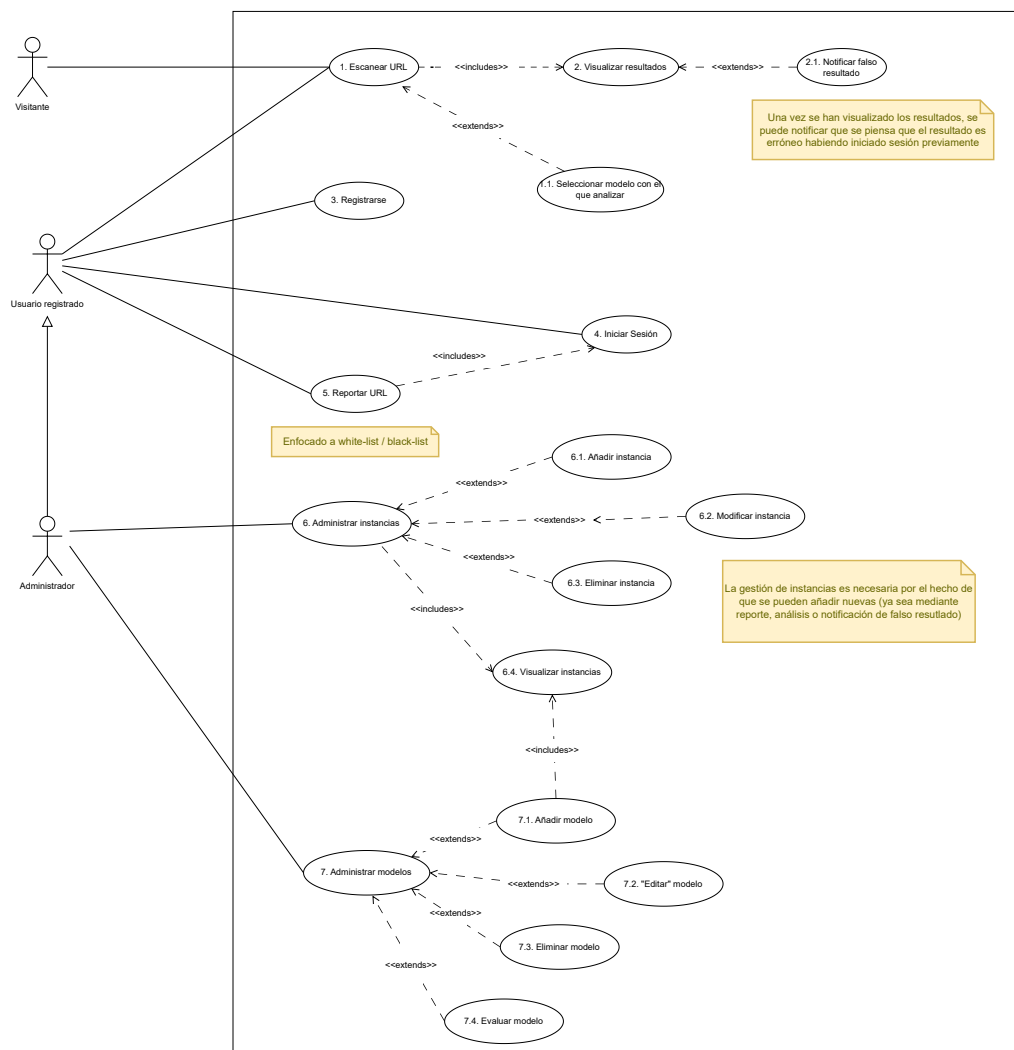 Visitante
1. Escanear URL
<<includes>>
2. Visualizar resultados
<<extends>>
2.1. Notificar falso
resultado
Una vez se han visualizado los resultados, se
puede notificar que se piensa que el resultado es
erróneo habiendo iniciado sesión previamente
<<extends>>
1.1. Seleccionar modelo con el
que analizar
3. Registrarse
Usuario registrado
4. Iniciar Sesión
<<includes>>
5. Reportar URL
Enfocado a white-list / black-list
6.1. Añadir instancia
<<extends>>
6. Administrar instancias
<<extends>>
6.2. Modificar instancia
<<extends>>
6.3. Eliminar instancia
Administrador
La gestión de instancias es necesaria por el hecho de
que se pueden añadir nuevas (ya sea mediante
reporte, análisis o notificación de falso resutlado)
<<includes>>
6.4. Visualizar instancias
<<includes>>
7.1. Añadir modelo
<<extends>>
7. Administrar modelos
<<extends>>
7.2. "Editar" modelo
<<extends>>
7.3. Eliminar modelo
<<extends>>
7.4. Evaluar modelo